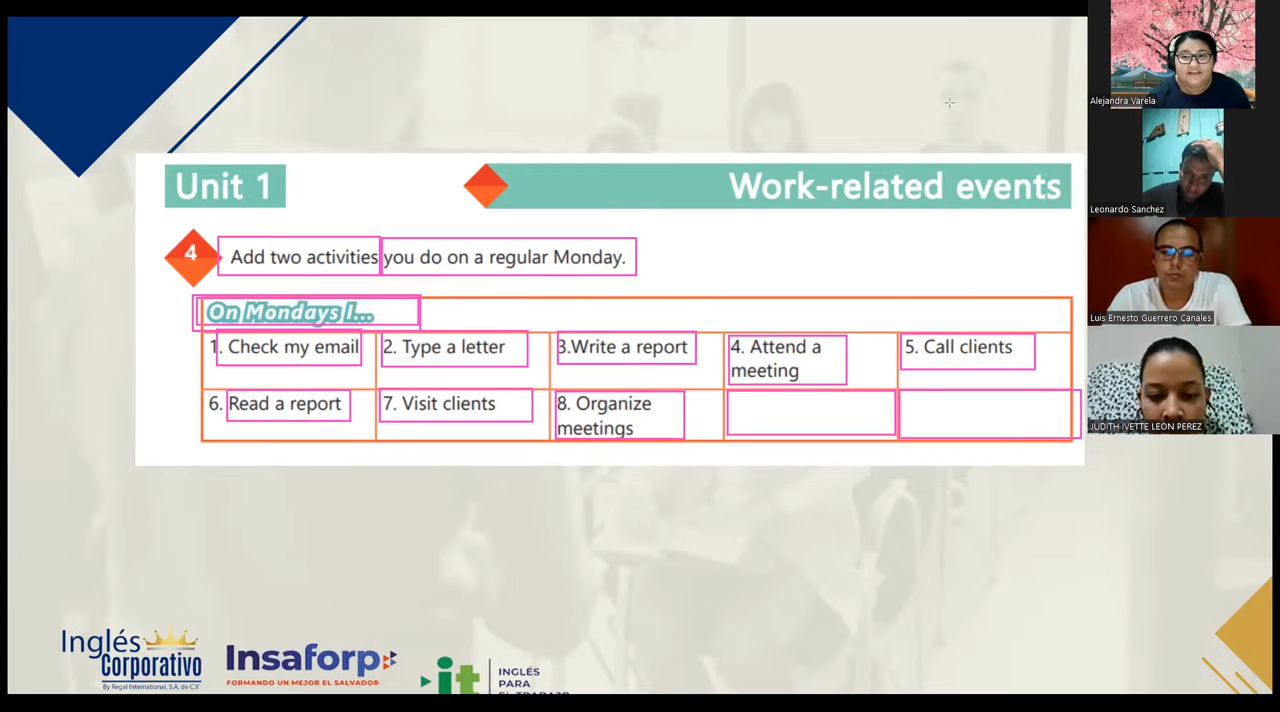 Unit 1
Work-related events
4
Add two activities you do on a regular Monday.
On Mondays I...
1. Check my email
2. Type a letter
3.Write a report
4. Attend a
meeting
5. Call clients
6. Read a report
7. Visit clients
8. Organize
meetings
Alejandra Varela
Leonardo Sanchez
Luis Ernesto Guerrero Canales
JUDITH IVETTE LEON PEREZ
Inglés
Corporativo
By Regal International, S.A. de C.V
Insaforp
FORMANDO UN MEJOR EL SALVADOR
it
INGLÉS
PARA
EL TRABAJO